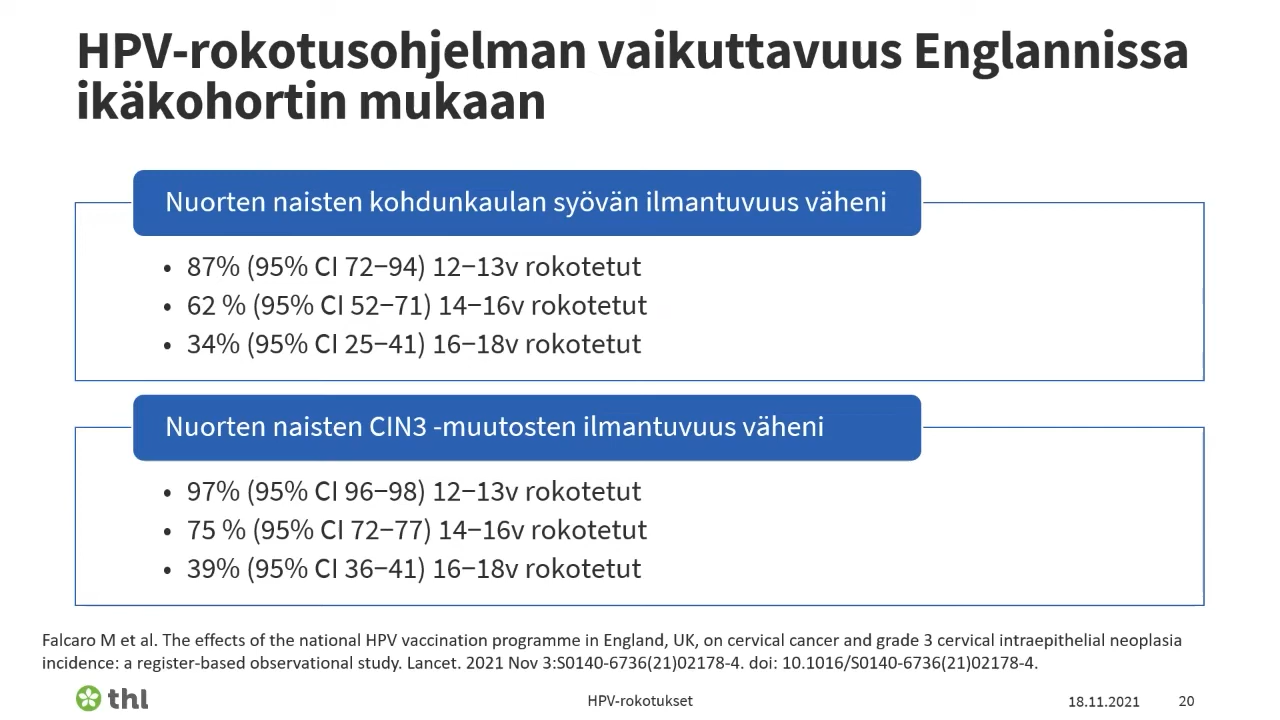 HPV-rokotusohjelman vaikuttavuus Englannissa
ikäkohortin mukaan
Nuorten naisten kohdunkaulan syövän ilmantuvuus väheni
• 87% (95% CI 72–94) 12–13v rokotetut
• 62 % (95% CI 52–71) 14–16v rokotetut
• 34% (95% CI 25–41) 16–18v rokotetut
Nuorten naisten CIN3 -muutosten ilmantuvuus väheni
• 97% (95% CI 96–98) 12–13v rokotetut
• 75 % (95% CI 72–77) 14–16v rokotetut
• 39% (95% CI 36–41) 16–18v rokotetut
Falcaro M et al. The effects of the national HPV vaccination programme in England, UK, on cervical cancer and grade 3 cervical intraepithelial neoplasia
incidence: a register-based observational study. Lancet. 2021 Nov 3:S0140-6736(21)02178-4. doi: 10.1016/S0140-6736(21)02178-4.
thl HPV-rokotukset 18.11.2021 20